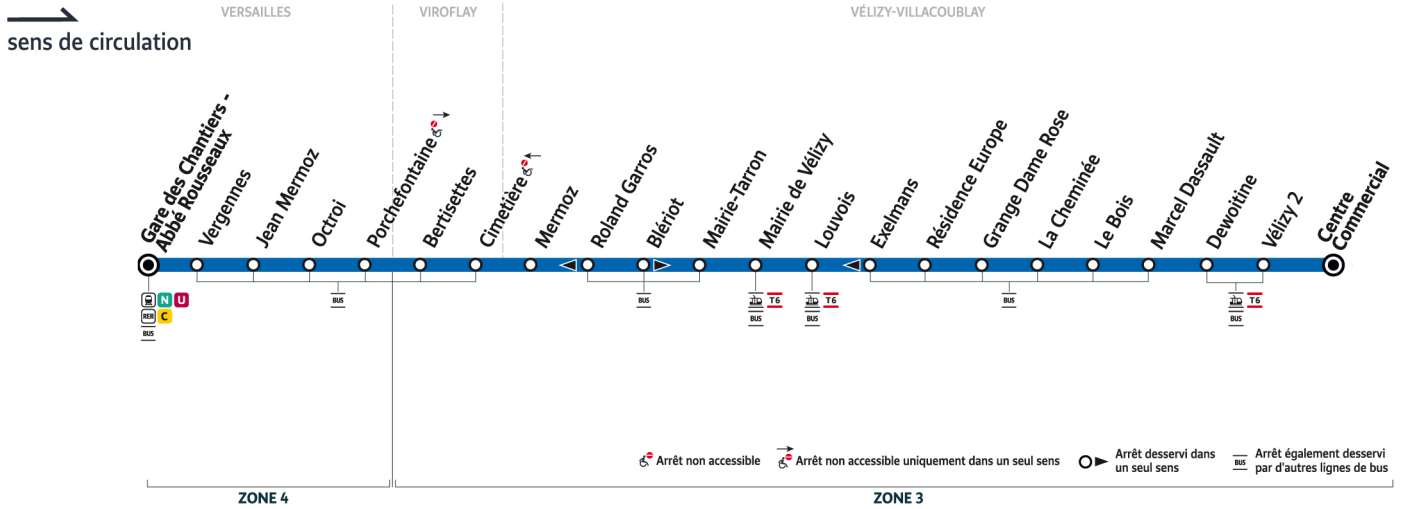 VERSAILLES
VIROFLAY
VÉLIZY-VILLACOUBLAY
sens de circulation
Gare des Chantiers -
Abbé Rousseaux
Vergennes
Jean Mermoz
Octroi
Porchefontaine
Bertisettes
Cimetière
Mermoz
Roland Garros
Blériot
Mairie-Tarron
Mairie de Vélizy
Louvois
Exelmans
Résidence Europe
Grange Dame Rose
La Cheminée
Le Bois
Marcel Dassault
Dewoitine
Vélizy 2
Centre
Commercial
N U
RER C
BUS
BUS
BUS
T6
BUS
T6
BUS
BUS
T6
BUS
Arrêt non accessible
Arrêt non accessible uniquement dans un seul sens
Arrêt desservi dans
un seul sens
BUS
Arrêt également desservi
par d'autres lignes de bus
ZONE 4
ZONE 3